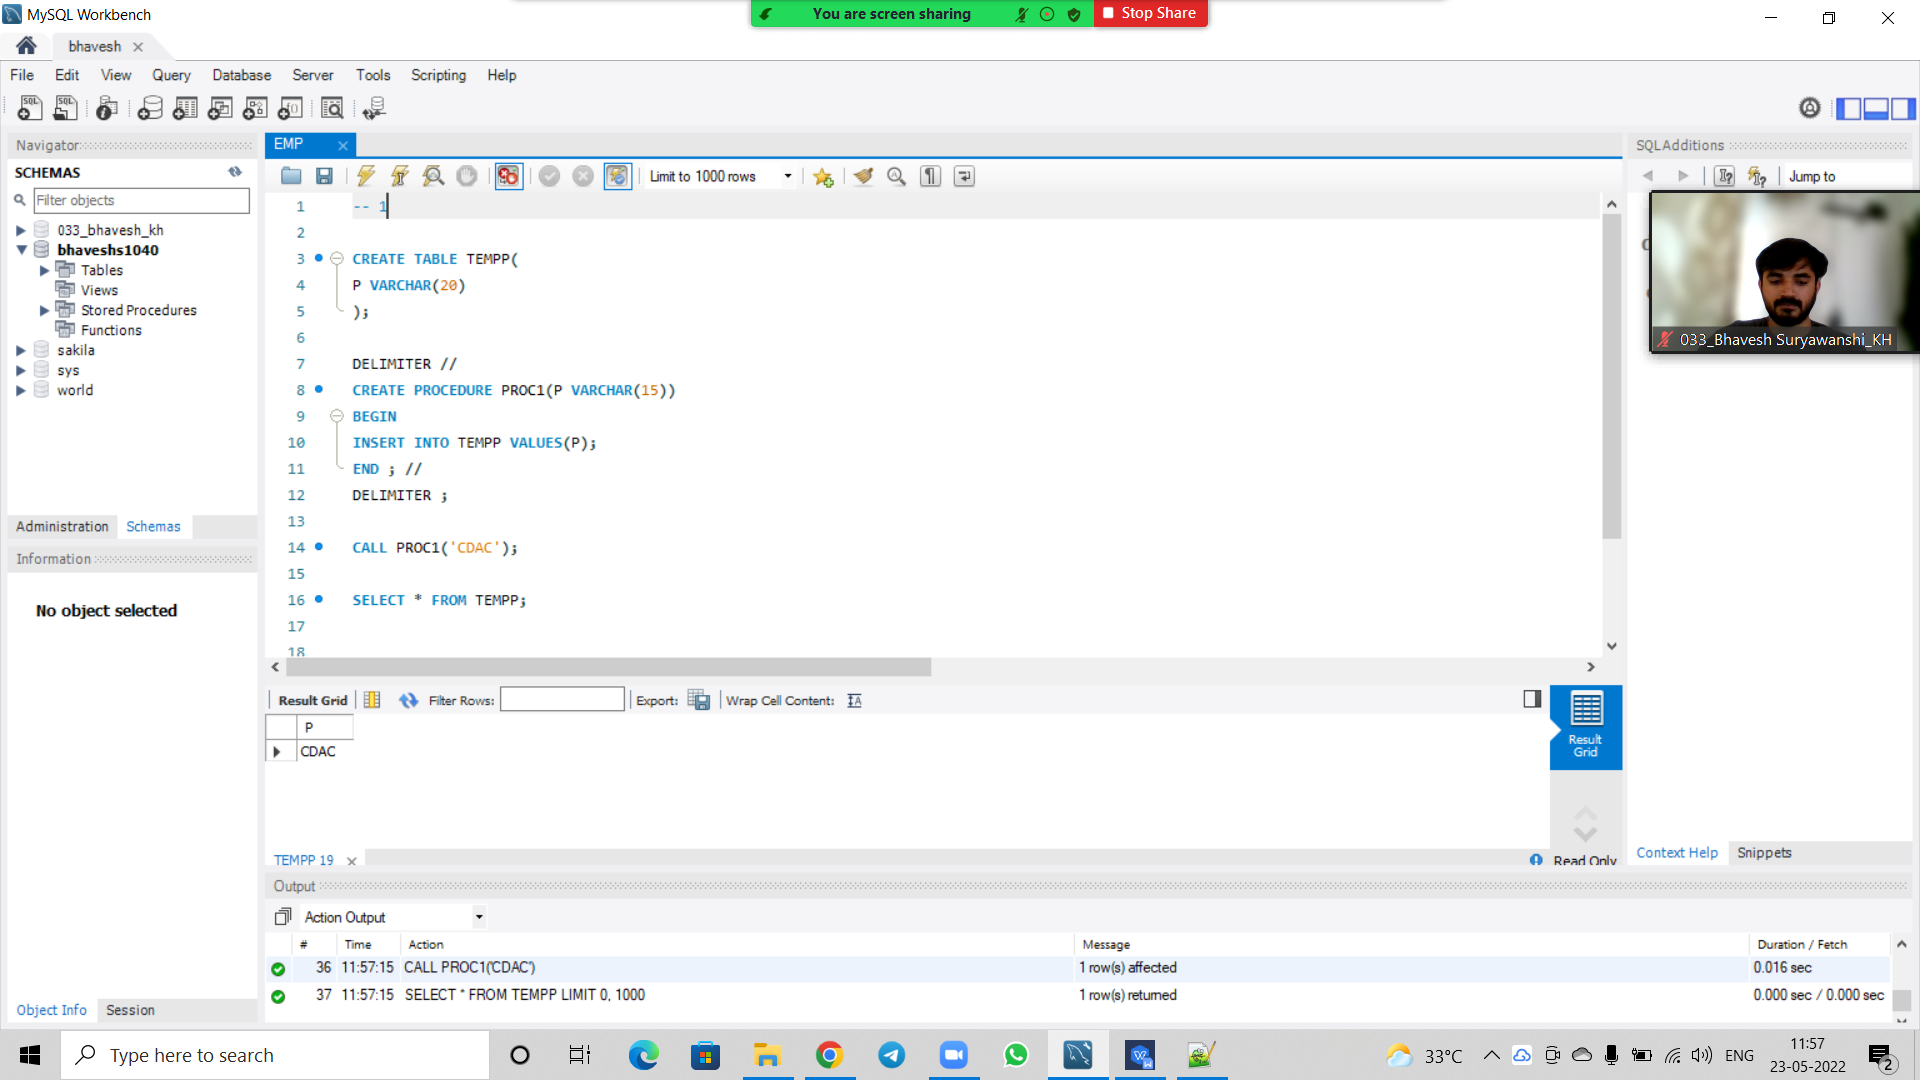 MySQL Workbench
You are screen sharing
Stop Share
bhavesh
File Edit View Query Database Server Tools Scripting Help
Navigator
SCHEMAS
Filter objects
033_bhavesh_kh
bhaveshs1040
Tables
Views
Stored Procedures
Functions
sakila
sys
world
Administration Schemas
Information
No object selected
Object Info Session
EMP
Limit to 1000 rows
1 -- 1
2
3 CREATE TABLE TEMPP(
4 P VARCHAR(20)
5 );
6
7 DELIMITER //
8 CREATE PROCEDURE PROC1(P VARCHAR(15))
9 BEGIN
10 INSERT INTO TEMPP VALUES(P);
11 END ; //
12 DELIMITER ;
13
14 CALL PROC1('CDAC');
15
16 SELECT * FROM TEMPP;
17
18
Result Grid Filter Rows: Export: Wrap Cell Content:
P
CDAC
Result
Grid
TEMPP 19
Read Only
SQLAdditions
Jump to
033_Bhavesh Suryawanshi_KH
Context Help Snippets
Output
Action Output
# Time Action Message Duration / Fetch
36 11:57:15 CALL PROC1('CDAC') 1 row(s) affected 0.016 sec
37 11:57:15 SELECT * FROM TEMPP LIMIT 0, 1000 1 row(s) returned 0.000 sec / 0.000 sec
Type here to search
33°C
ENG
11:57
23-05-2022
2